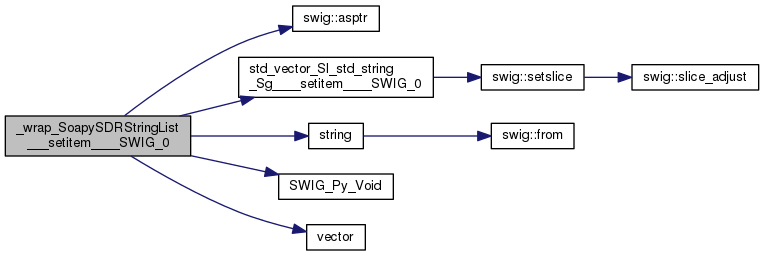 swig::asptr
std_vector_Sl_std_string
_Sg____setitem____SWIG_0
swig::setslice
swig::slice_adjust
_wrap_SoapySDRStringList
___setitem____SWIG_0
string
swig::from
SWIG_Py_Void
vector